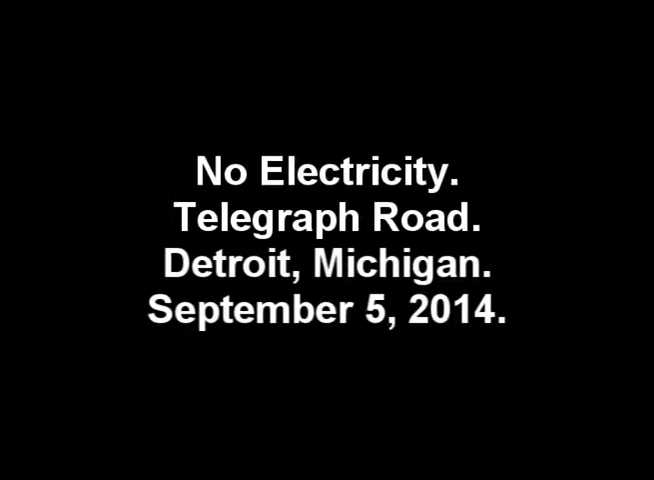 No Electricity.
Telegraph Road.
Detroit, Michigan.
September 5, 2014.